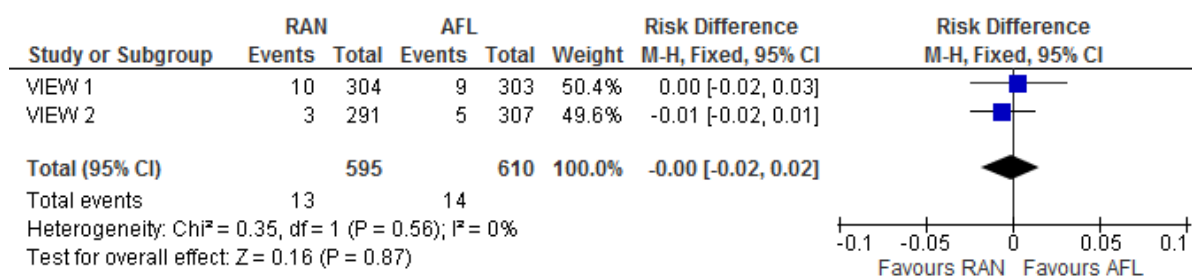 RAN AFL Risk Difference Risk Difference
Study or Subgroup Events Total Events Total Weight M-H, Fixed, 95% CI M-H, Fixed, 95% CI
VIEW 1 10 304 9 303 50.4% 0.00 [-0.02, 0.03]
VIEW 2 3 291 5 307 49.6% -0.01 [-0.02, 0.01]
Total (95% CI) 595 610 100.0% -0.00 [-0.02, 0.02]
Total events 13 14
Heterogeneity: Chi² = 0.35, df = 1 (P = 0.56); I² = 0%
Test for overall effect: Z = 0.16 (P = 0.87)
-0.1 -0.05 0 0.05 0.1
Favours RAN Favours AFL